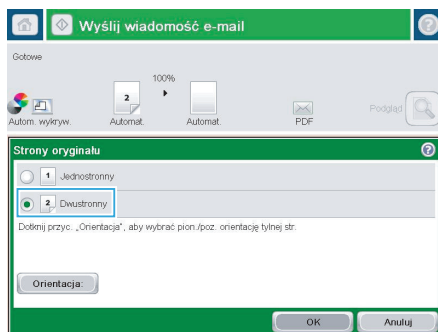 Wyślij wiadomość e-mail
?
Gotowe
100%
2
Autom. wykryw.
Automat.
Automat.
PDF
Podgląd
Strony oryginału
?
1 Jednostronny
2 Dwustronny
Dotknij przyc. „Orientacja”, aby wybrać pion./poz. orientację tylnej str.
Orientacja:
OK
Anuluj